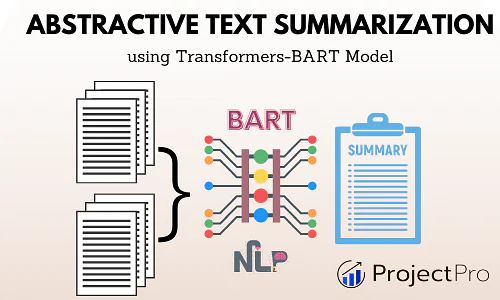 ABSTRACTIVE TEXT SUMMARIZATION
using Transformers-BART Model
BART
SUMMARY
NLP
ProjectPro